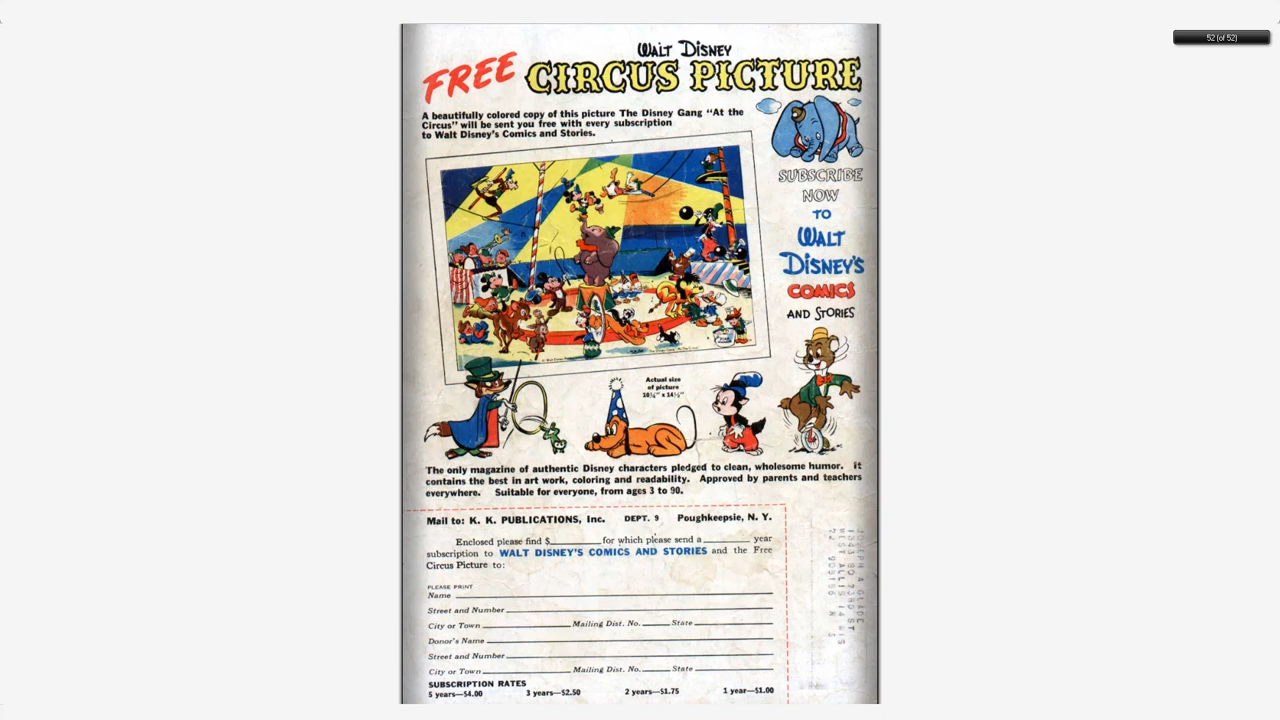 52 (of 52)
WALT DISNEY
FREE CIRCUS PICTURE
A beautifully colored copy of this picture The Disney Gang "At the
Circus" will be sent you free with every subscription
to Walt Disney's Comics and Stories.
SUBSCRIBE
NOW
TO
WALT
DISNEY'S
COMICS
AND STORIES
Actual size
of picture
The only magazine of authentic Disney characters pledged to clean, wholesome humor. It
contains the best in art work, coloring and readability. Approved by parents and teachers
everywhere. Suitable for everyone, from ages 3 to 90.
Mail to: K. K. PUBLICATIONS, Inc. DEPT. 9 Poughkeepsie, N. Y.
Enclosed please find $ for which please send a year
subscription to WALT DISNEY'S COMICS AND STORIES and the Free
Circus Picture to:
PLEASE PRINT
Name
Street and Number
City or Town Mailing Dist. No. State
Donor's Name
Street and Number
City or Town Mailing Dist. No. State
SUBSCRIPTION RATES
5 years—$4.00 3 years—$2.50 2 years—$1.75 1 year—$1.00